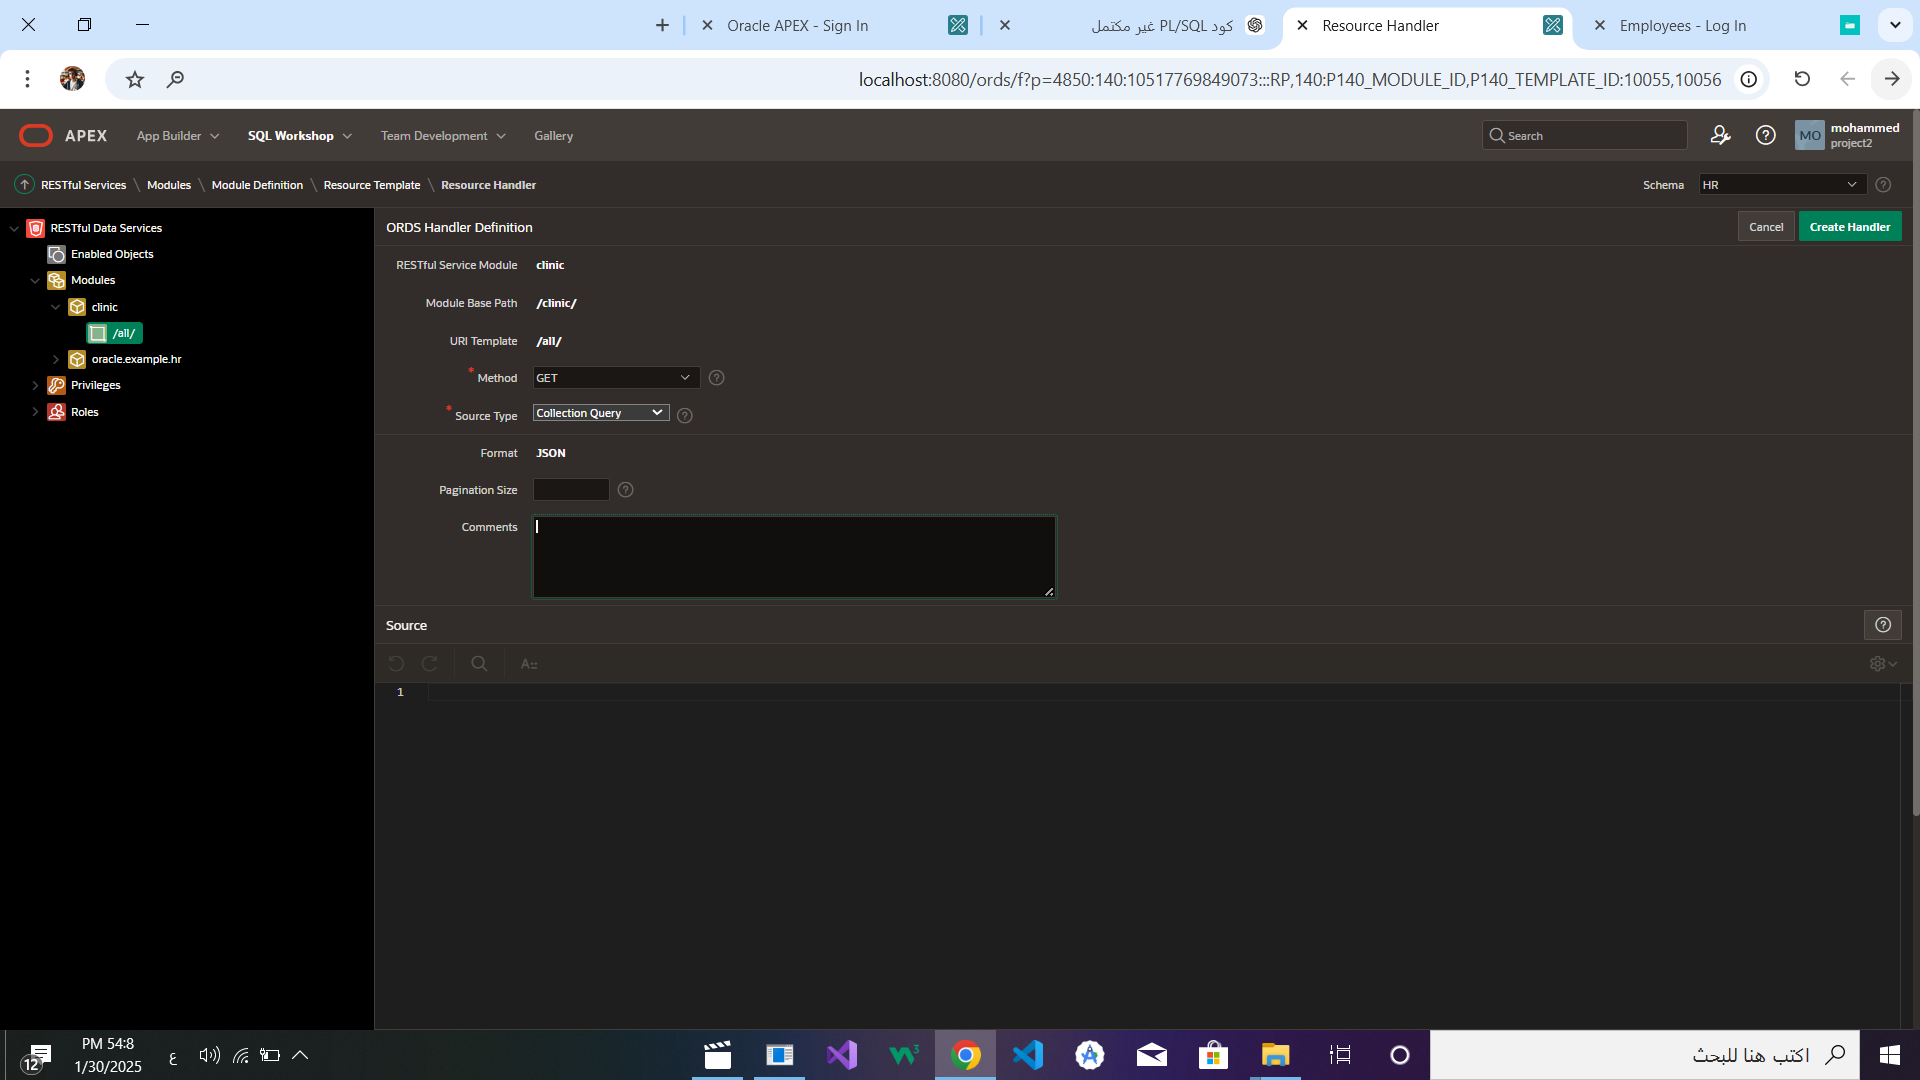 Oracle APEX - Sign In
كود PL/SQL غير مكتمل
Resource Handler
Employees - Log In
localhost:8080/ords/f?p=4850:140:10517769849073:::RP,140:P140_MODULE_ID,P140_TEMPLATE_ID:10055,10056
APEX
App Builder
SQL Workshop
Team Development
Gallery
Search
MO
mohammed
project2
RESTful Services \ Modules \ Module Definition \ Resource Template \ Resource Handler
Schema
HR
RESTful Data Services
Enabled Objects
Modules
clinic
/all/
oracle.example.hr
Privileges
Roles
ORDS Handler Definition
Cancel
Create Handler
RESTful Service Module clinic
Module Base Path /clinic/
URI Template /all/
* Method GET
* Source Type Collection Query
Format JSON
Pagination Size
Comments
Source
1
12
PM 54:8
1/30/2025
ع
اكتب هنا للبحث